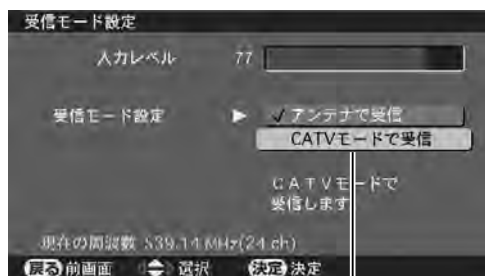 受信モード設定
入力レベル 77
受信モード設定 ▶ ✓アンテナで受信
CATVモードで受信
CATVモードで
受信します
現在の周波数 539.14 MHz(24 ch)
戻る 前画面 選択 決定 決定